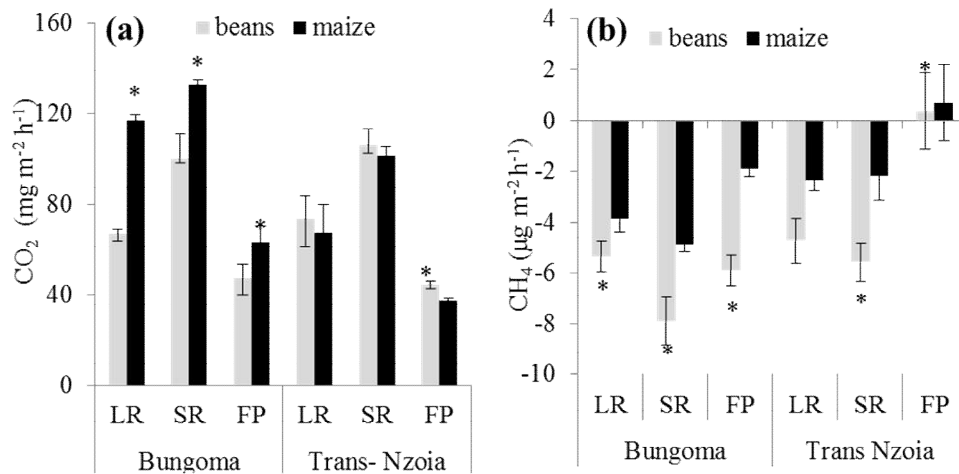 (a)
beans maize
CO2 (mg m-2 h-1)
160
120
80
40
0
* * * *
LR SR FP LR SR FP
Bungoma Trans- Nzoia
(b)
beans maize
CH4 (µg m-2 h-1)
4
2
0
-2
-4
-6
-8
-10
* * * * *
LR SR FP LR SR FP
Bungoma Trans Nzoia